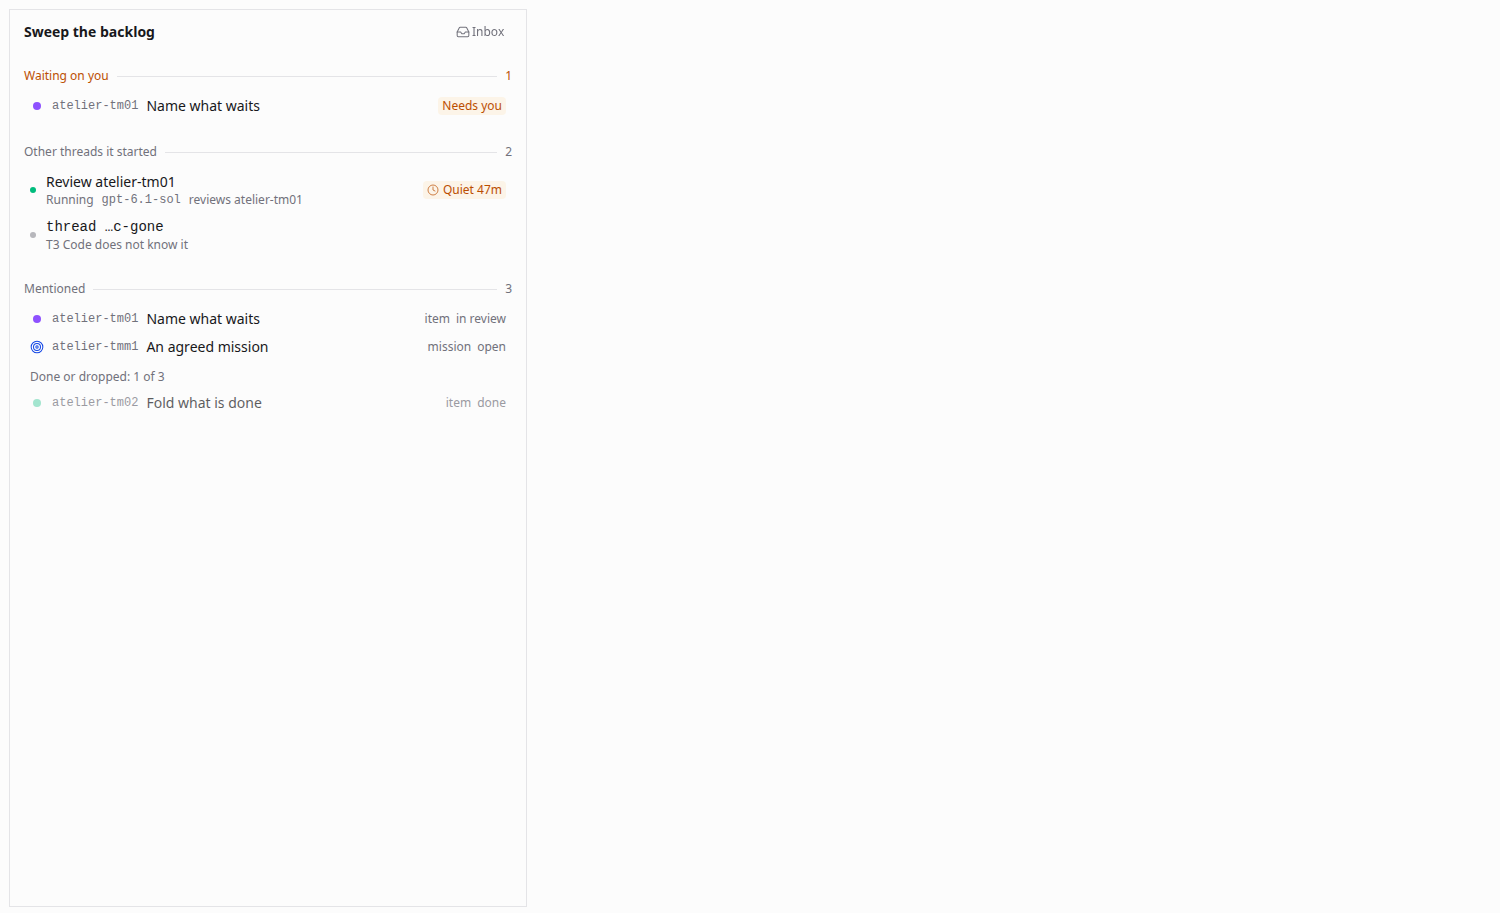 Sweep the backlog Inbox
Waiting on you 1
atelier-tm01 Name what waits Needs you
Other threads it started 2
Review atelier-tm01
Running gpt-6.1-sol reviews atelier-tm01 Quiet 47m
thread …c-gone
T3 Code does not know it
Mentioned 3
atelier-tm01 Name what waits item in review
atelier-tmm1 An agreed mission mission open
Done or dropped: 1 of 3
atelier-tm02 Fold what is done item done